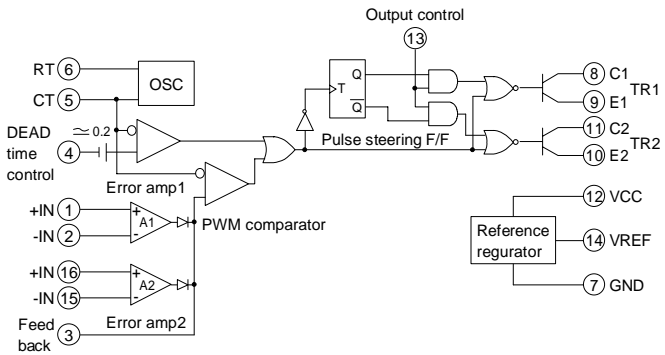 Output control
13
RT 6
OSC
CT 5
Q
T
Q
8 C1
TR1
9 E1
11 C2
TR2
10 E2
DEAD
time
control
4
≃ 0.2
Pulse steering F/F
Error amp1
PWM comparator
+IN 1
-IN 2
+
-
A1
+IN 16
-IN 15
+
-
A2
Error amp2
Feed
back
3
12 VCC
Reference
regurator
14 VREF
7 GND